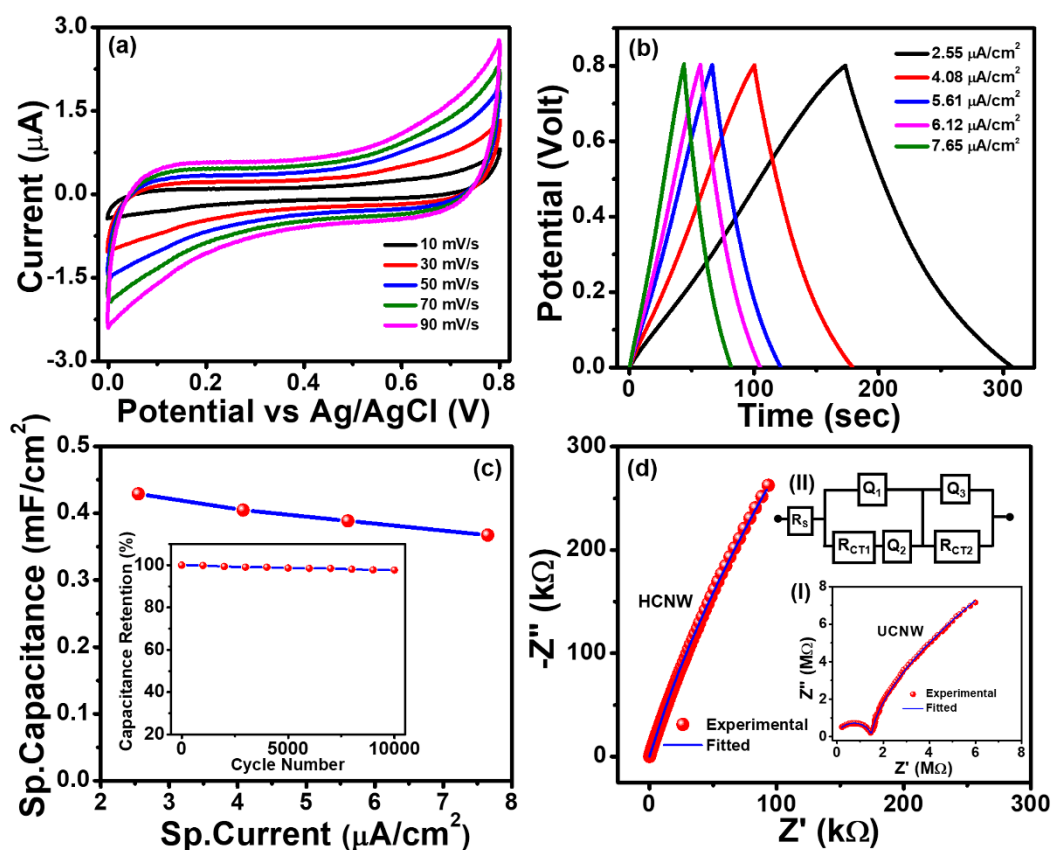 (a)
3.0
1.5
0.0
-1.5
-3.0
Current (μA)
10 mV/s
30 mV/s
50 mV/s
70 mV/s
90 mV/s
0.0 0.2 0.4 0.6 0.8
Potential vs Ag/AgCl (V)
(b)
0.8
0.6
0.4
0.2
0.0
Potential (Volt)
2.55 μA/cm²
4.08 μA/cm²
5.61 μA/cm²
6.12 μA/cm²
7.65 μA/cm²
0 100 200 300
Time (sec)
(c)
0.5
0.4
0.3
0.2
0.1
0.0
Sp.Capacitance (mF/cm²)
100
80
60
40
20
Capacitance Retention (%)
0 5000 10000
Cycle Number
2 3 4 5 6 7 8
Sp.Current (μA/cm²)
(d)
300
250
200
150
100
50
0
-Z" (kΩ)
HCNW
Experimental
Fitted
(II)
Q₁
Q₃
R_S
R_CT1
Q₂
R_CT2
(I)
8
6
4
2
0
Z" (MΩ)
UCNW
Experimental
Fitted
0 2 4 6 8
Z' (MΩ)
0 100 200 300
Z' (kΩ)